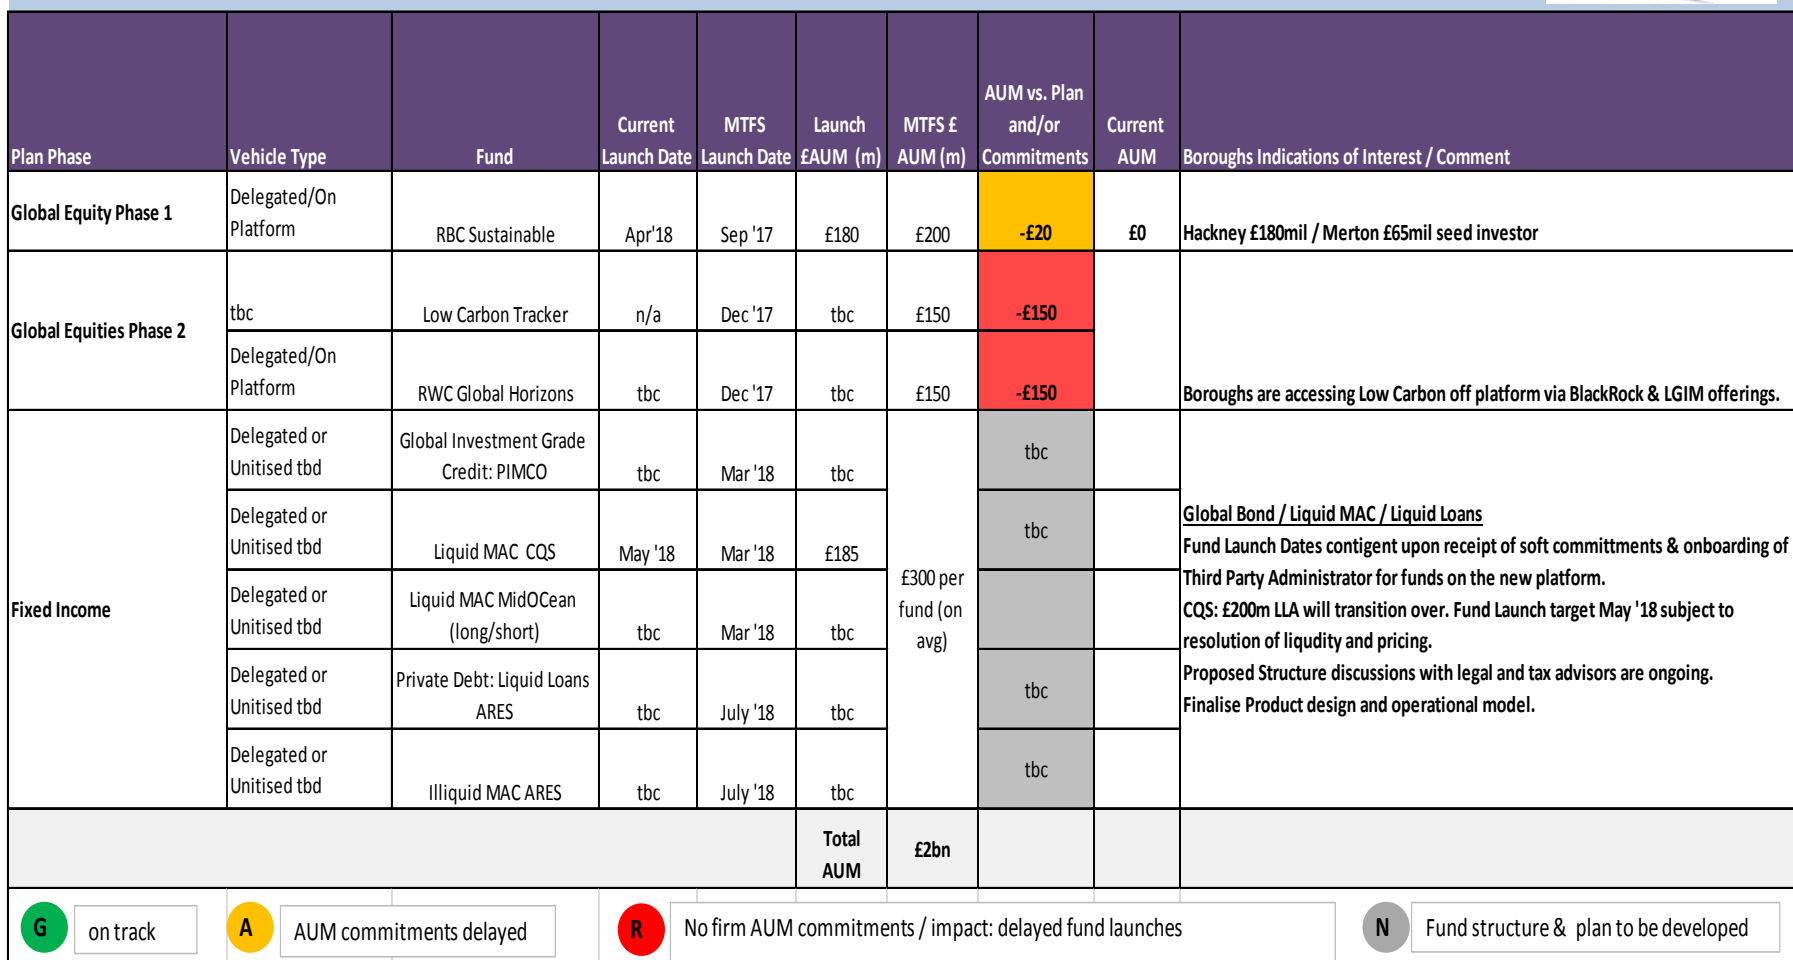 Plan Phase
Vehicle Type
Fund
Current
Launch Date
MTFS
Launch Date
Launch
£AUM (m)
MTFS £
AUM (m)
AUM vs. Plan
and/or
Commitments
Current
AUM
Boroughs Indications of Interest / Comment
Global Equity Phase 1
Delegated/On
Platform
RBC Sustainable
Apr'18
Sep '17
£180
£200
-£20
£0
Hackney £180mil / Merton £65mil seed investor
Global Equities Phase 2
tbc
Low Carbon Tracker
n/a
Dec '17
tbc
£150
-£150
Delegated/On
Platform
RWC Global Horizons
tbc
Dec '17
tbc
£150
-£150
Boroughs are accessing Low Carbon off platform via BlackRock & LGIM offerings.
Fixed Income
Delegated or
Unitised tbd
Global Investment Grade
Credit: PIMCO
tbc
Mar '18
tbc
£300 per
fund (on
avg)
tbc
Delegated or
Unitised tbd
Liquid MAC CQS
May '18
Mar '18
£185
tbc
Delegated or
Unitised tbd
Liquid MAC MidOCean
(long/short)
tbc
Mar '18
tbc
Delegated or
Unitised tbd
Private Debt: Liquid Loans
ARES
tbc
July '18
tbc
tbc
Delegated or
Unitised tbd
Illiquid MAC ARES
tbc
July '18
tbc
tbc
Global Bond / Liquid MAC / Liquid Loans
Fund Launch Dates contigent upon receipt of soft committments & onboarding of
Third Party Administrator for funds on the new platform.
CQS: £200m LLA will transition over. Fund Launch target May '18 subject to
resolution of liqudity and pricing.
Proposed Structure discussions with legal and tax advisors are ongoing.
Finalise Product design and operational model.
Total
AUM
£2bn
G
on track
A
AUM commitments delayed
R
No firm AUM commitments / impact: delayed fund launches
N
Fund structure & plan to be developed